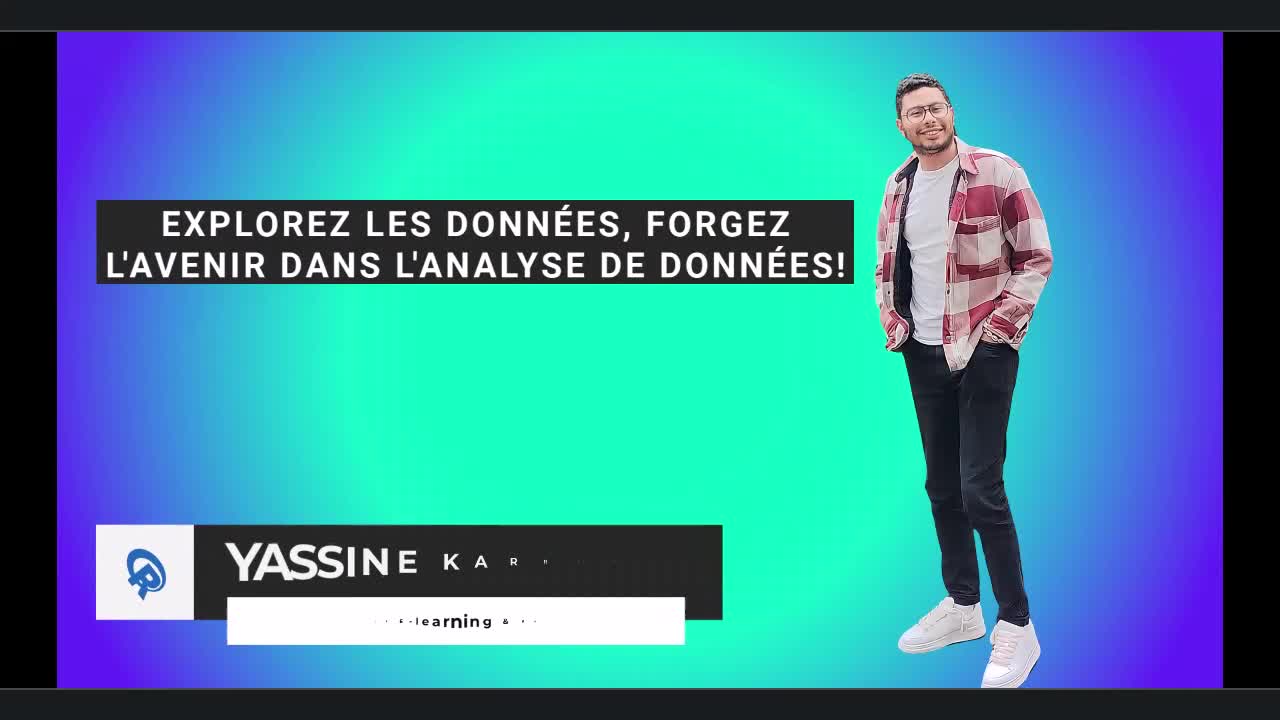 EXPLOREZ LES DONNÉES, FORGEZ
L'AVENIR DANS L'ANALYSE DE DONNÉES!
YASSINE K A R
E-learning &